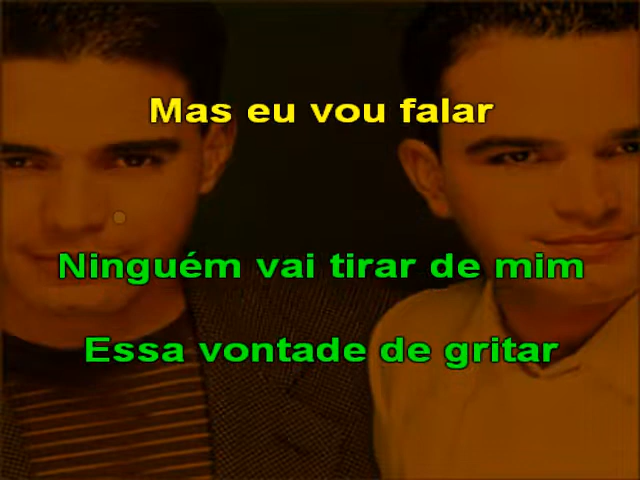 Mas eu vou falar
Ninguém vai tirar de mim
Essa vontade de gritar